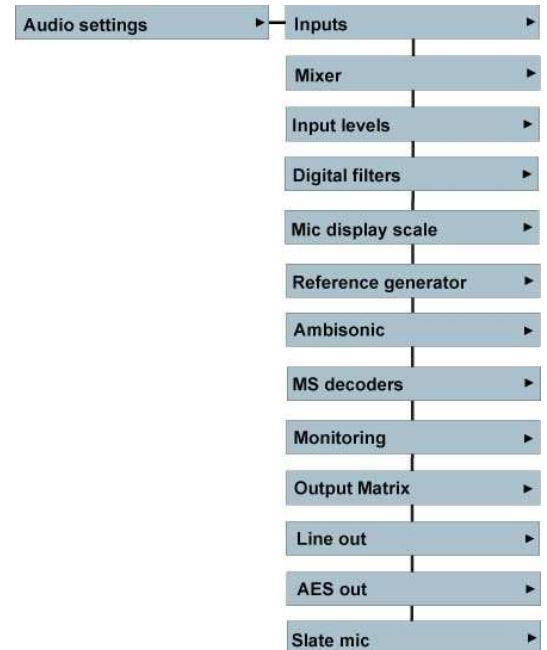 Audio settings
Inputs
Mixer
Input levels
Digital filters
Mic display scale
Reference generator
Ambisonic
MS decoders
Monitoring
Output Matrix
Line out
AES out
Slate mic